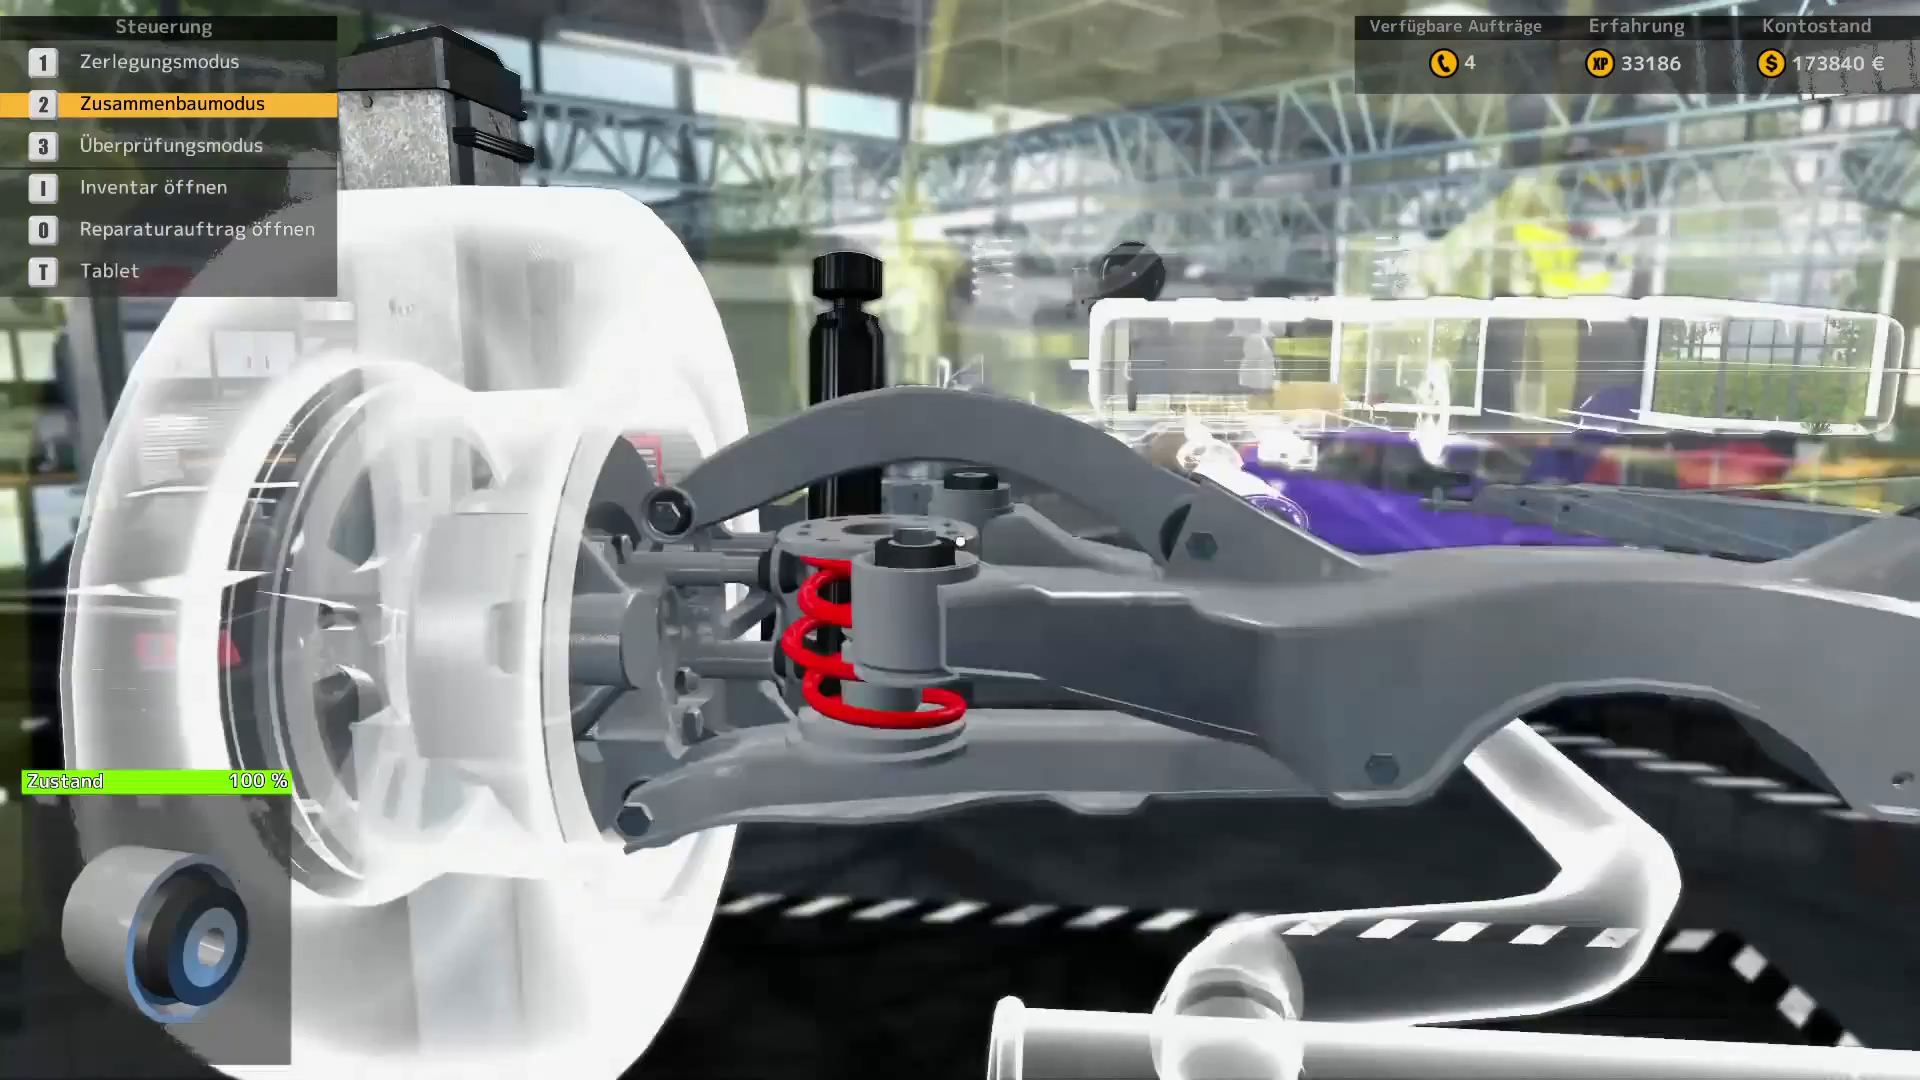 Steuerung
1 Zerlegungsmodus
2 Zusammenbaumodus
3 Überprüfungsmodus
I Inventar öffnen
O Reparaturauftrag öffnen
T Tablet
Verfügbare Aufträge Erfahrung Kontostand
4 XP 33186 $ 173840 €
Zustand 100 %